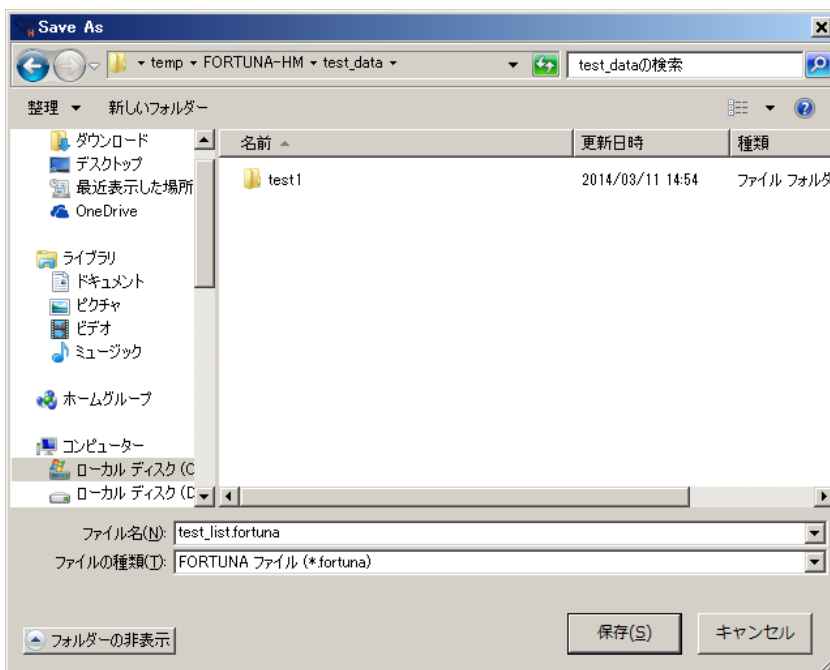 Save As
temp FORTUNA-HM test_data
test_dataの検索
整理 新しいフォルダー
名前 更新日時 種類
ダウンロード
デスクトップ
最近表示した場所
OneDrive
ライブラリ
ドキュメント
ピクチャ
ビデオ
ミュージック
ホームグループ
コンピューター
ローカル ディスク (C
ローカル ディスク (D
test1 2014/03/11 14:54 ファイル フォルダ
ファイル名(N): test_list.fortuna
ファイルの種類(T): FORTUNA ファイル (*.fortuna)
フォルダーの非表示
保存(S) キャンセル